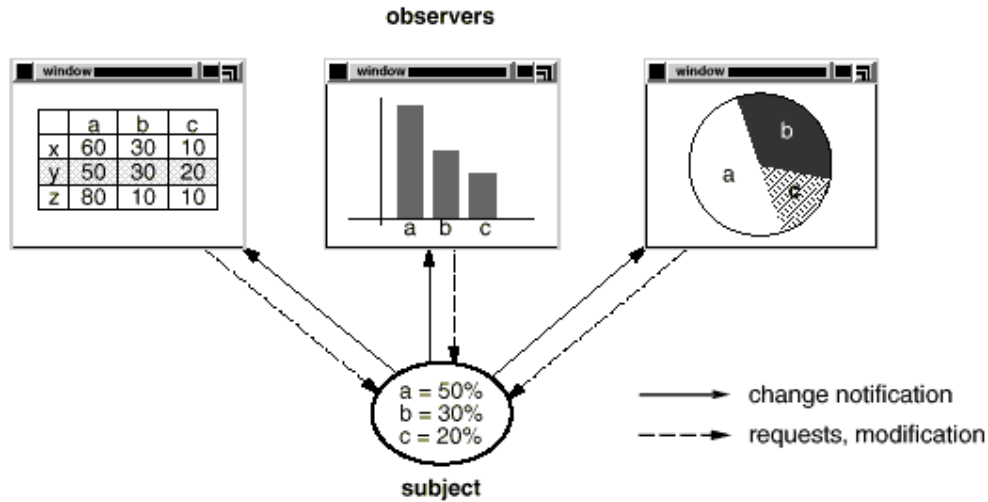 observers
window
a b c
x 60 30 10
y 50 30 20
z 80 10 10
window
a b c
window
b
a
c
a = 50%
b = 30%
c = 20%
subject
change notification
requests, modification